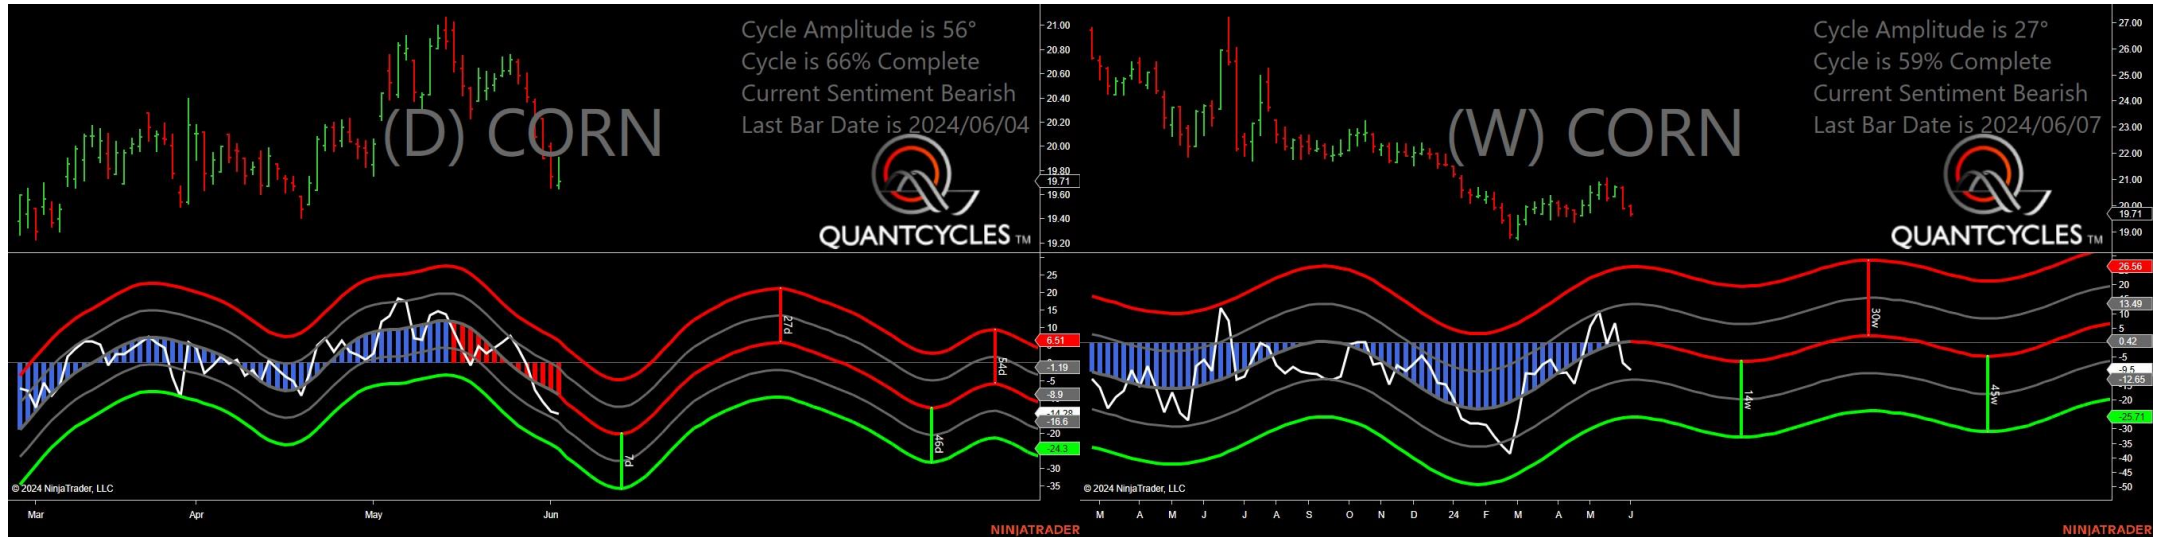 Cycle Amplitude is 56°
Cycle is 66% Complete
Current Sentiment Bearish
Last Bar Date is 2024/06/04
(D) CORN
QUANTCYCLES TM
21.00
20.80
20.60
20.40
20.20
20.00
19.80
19.71
19.60
19.40
19.20
25
20
15
10
6.51
-1.19
-5
-8.9
-14.28
-16.6
-20
-24.3
-30
-35
27d
54d
7d
46d
© 2024 NinjaTrader, LLC
Mar
Apr
May
Jun
NINJATRADER
Cycle Amplitude is 27°
Cycle is 59% Complete
Current Sentiment Bearish
Last Bar Date is 2024/06/07
(W) CORN
QUANTCYCLES TM
27.00
26.00
25.00
24.00
23.00
22.00
21.00
20.00
19.71
19.00
26.56
20
13.49
10
5
0.42
-5
-9.5
-12.65
-20
-25.71
-30
-35
-40
-45
-50
30w
14w
45w
© 2024 NinjaTrader, LLC
M A M J J A S O N D 24 F M A M J
NINJATRADER